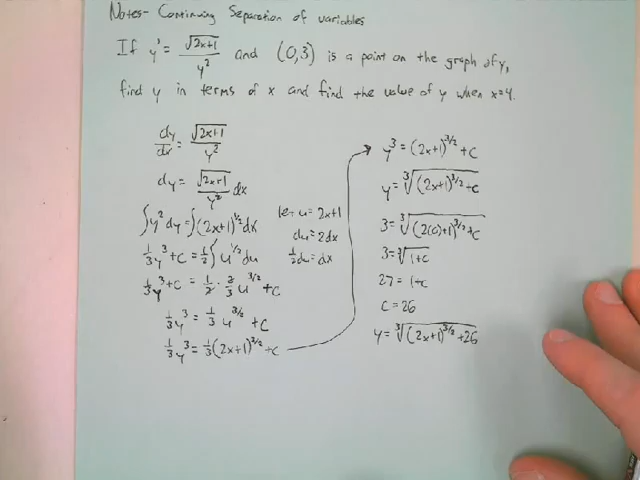 Notes- Continuing Separation of variables
If y' = √(2x+1) / y² and (0,3) is a point on the graph of y,
find y in terms of x and find the value of y when x=4.
dy/dx = √(2x+1) / y²
dy = √(2x+1) / y² dx
∫y² dy = ∫(2x+1)^(1/2) dx
1/3 y³ + C = 1/2 ∫ u^(1/2) du
1/3 y³ + C = 1/2 · 2/3 u^(3/2) + C
1/3 y³ = 1/3 u^(3/2) + C
1/3 y³ = 1/3 (2x+1)^(3/2) + C
let u = 2x+1
du = 2dx
1/2 du = dx
y³ = (2x+1)^(3/2) + C
y = ∛((2x+1)^(3/2) + C)
3 = ∛((2(0)+1)^(3/2) + C)
3 = ∛(1+C)
27 = 1+C
C = 26
y = ∛((2x+1)^(3/2) + 26)